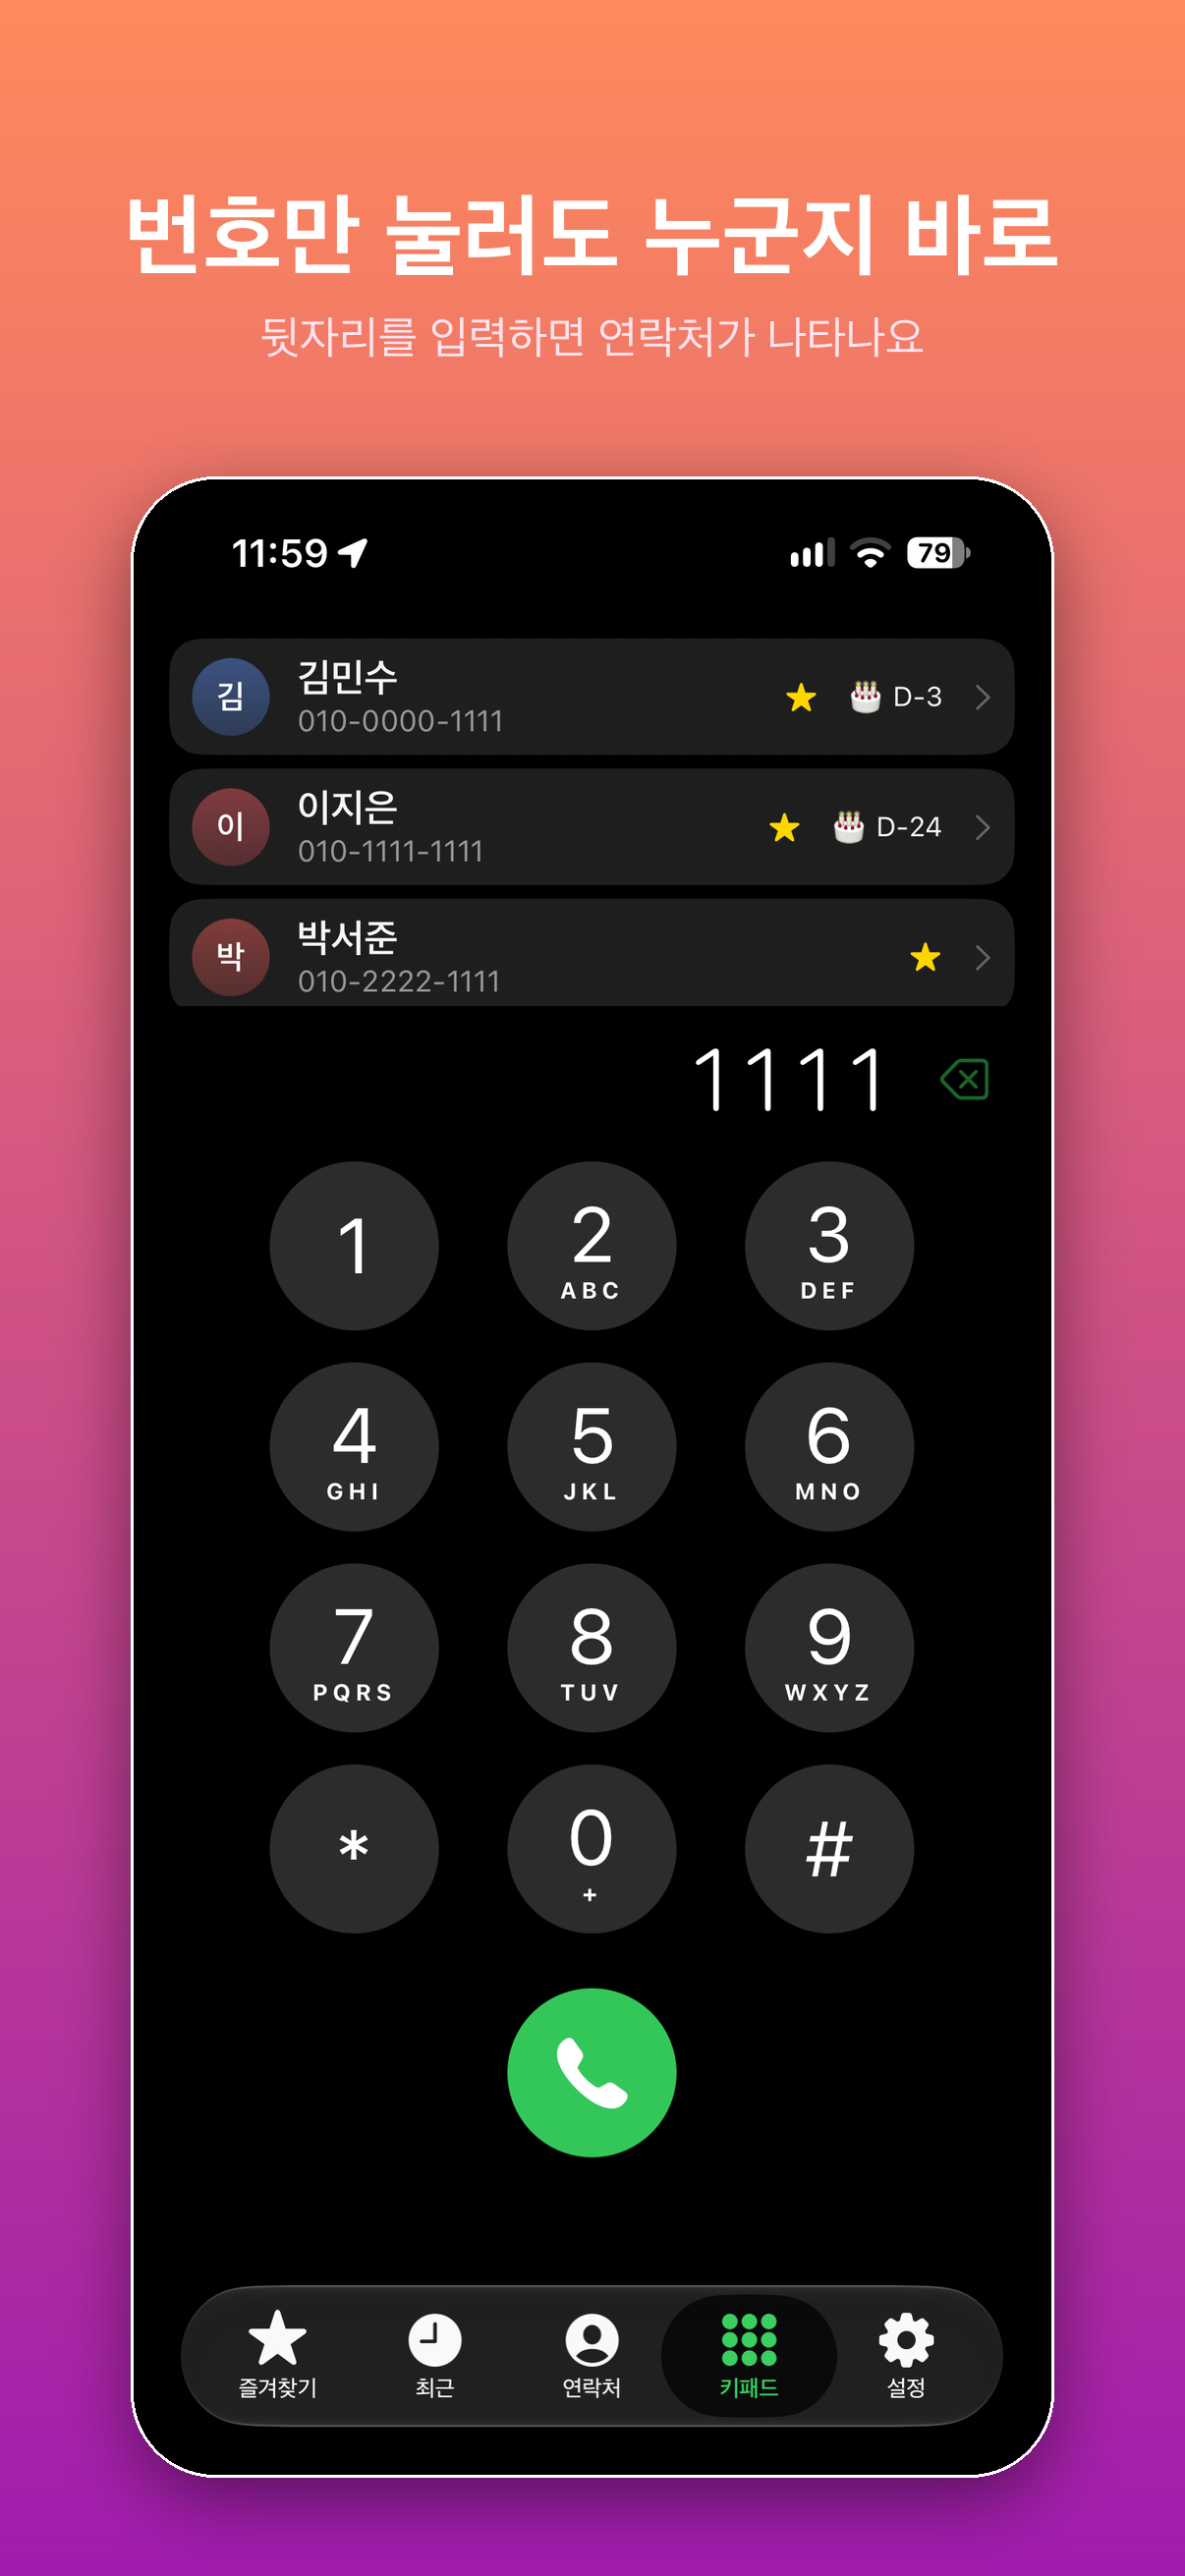 번호만 눌러도 누군지 바로
뒷자리를 입력하면 연락처가 나타나요
11:59 79
김 김민수 D-3
010-0000-1111
이 이지은 D-24
010-1111-1111
박 박서준
010-2222-1111
1111
1 2 3
ABC DEF
4 5 6
GHI JKL MNO
7 8 9
PQRS TUV WXYZ
* 0 #
+
즐겨찾기 최근 연락처 키패드 설정